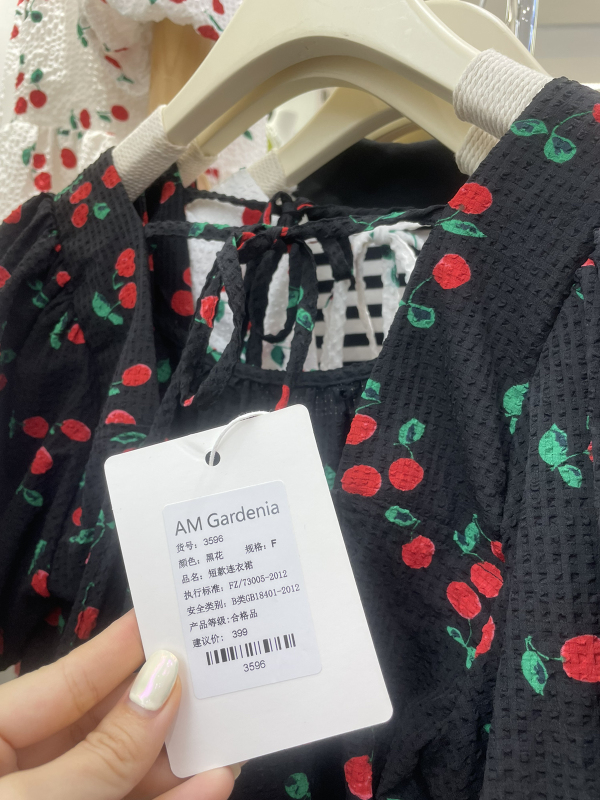 AM Gardenia
货号: 3596
颜色: 黑花 规格: F
品名: 短款连衣裙
执行标准: FZ/73005-2012
安全类别: B类GB18401-2012
产品等级:合格品
建议价: 399
3596